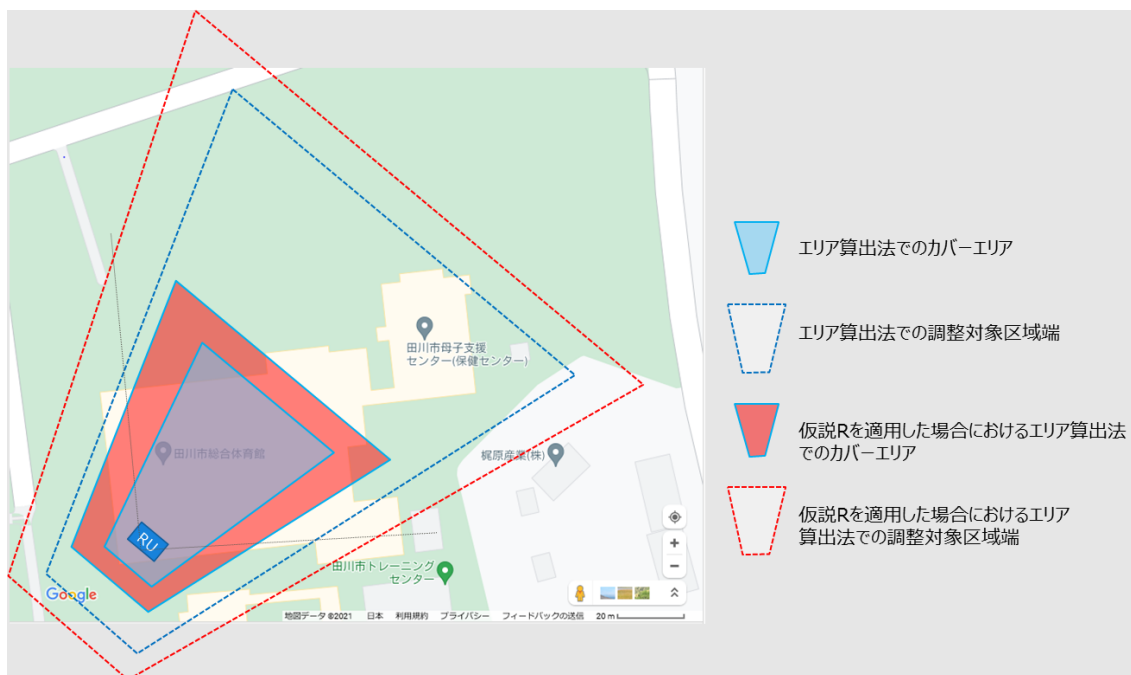 田川市母子支援
センター(保健センター)
田川市総合体育館
梶原産業(株)
RU
田川市トレーニング
センター
Google
地図データ ©2021 日本 利用規約 プライバシー フィードバックの送信 20 m
エリア算出法でのカバーエリア
エリア算出法での調整対象区域端
仮説Rを適用した場合におけるエリア算出法
でのカバーエリア
仮説Rを適用した場合におけるエリア
算出法での調整対象区域端